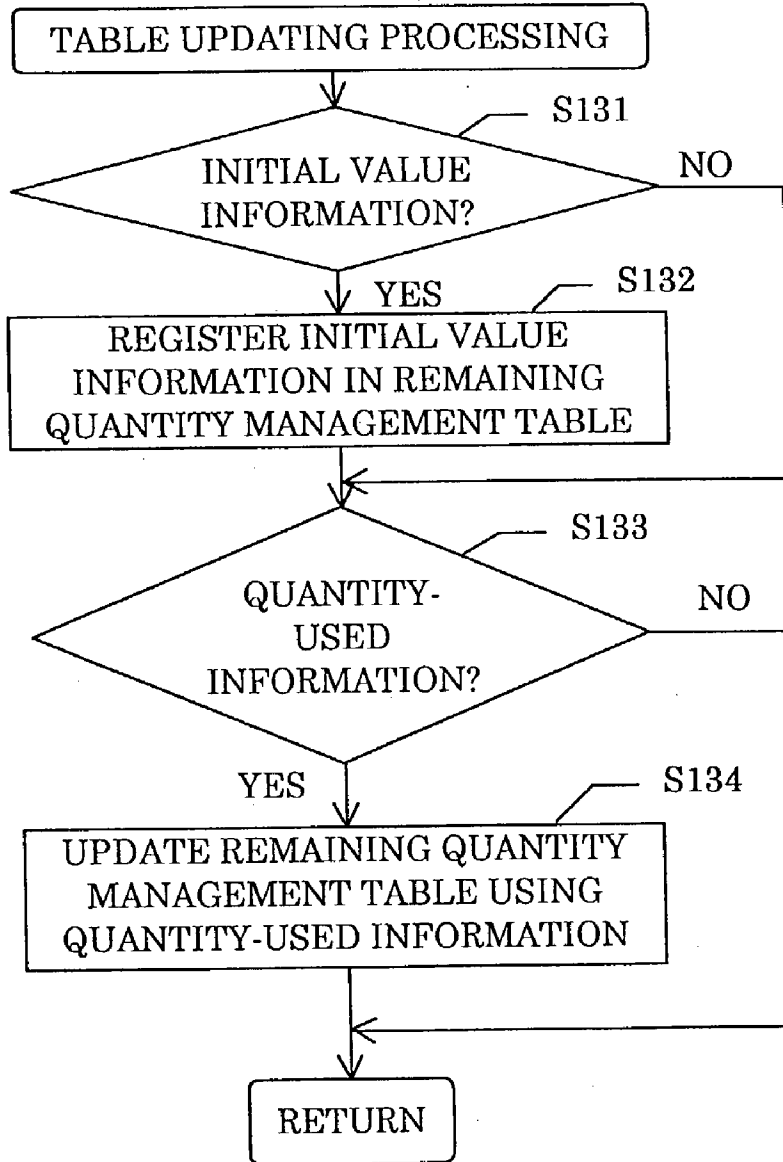 TABLE UPDATING PROCESSING
S131
INITIAL VALUE
INFORMATION?
NO
YES
S132
REGISTER INITIAL VALUE
INFORMATION IN REMAINING
QUANTITY MANAGEMENT TABLE
S133
QUANTITY-
USED
INFORMATION?
NO
YES
S134
UPDATE REMAINING QUANTITY
MANAGEMENT TABLE USING
QUANTITY-USED INFORMATION
RETURN